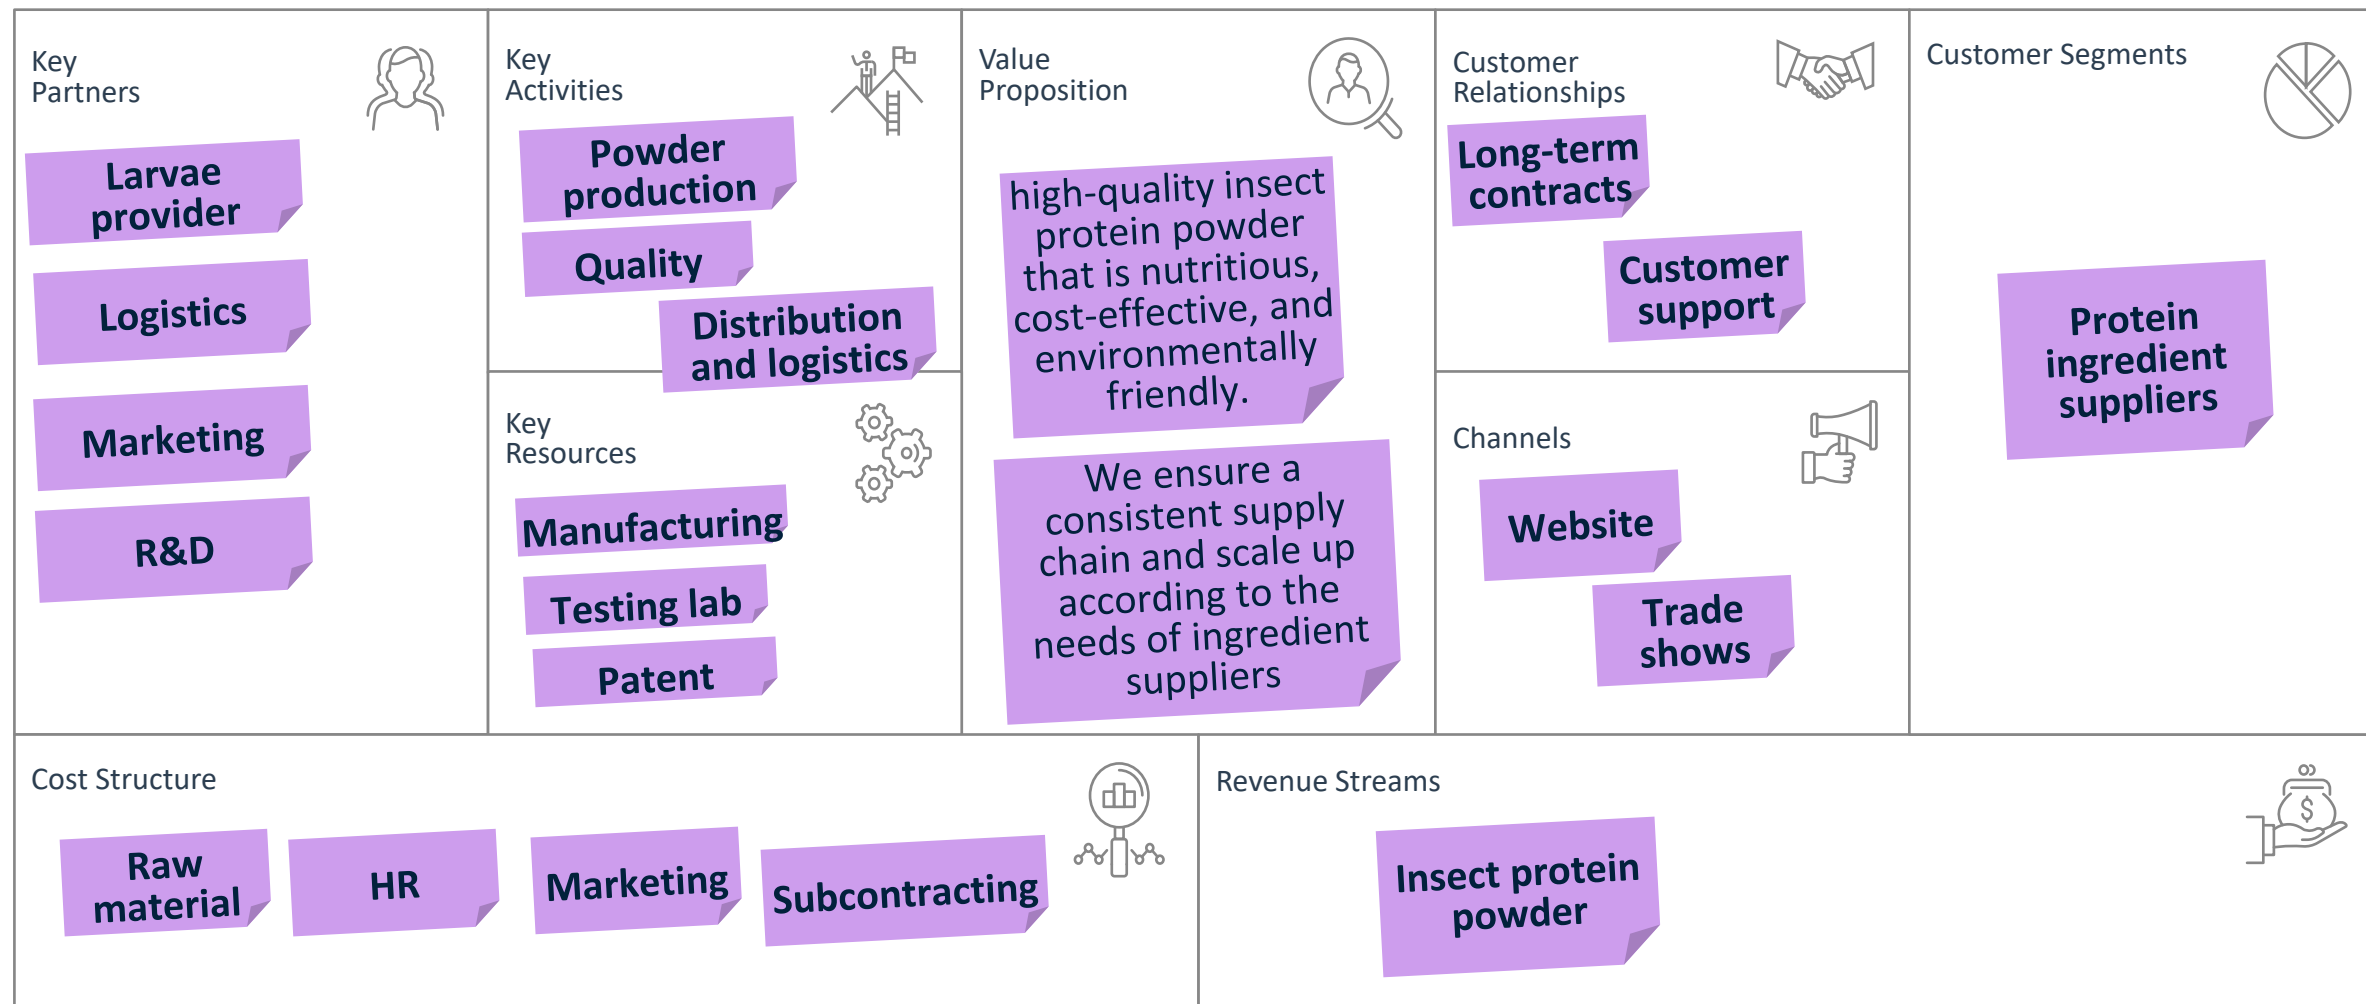 Key
Partners
Larvae
provider
Logistics
Marketing
R&D
Key
Activities
Powder
production
Quality
Distribution
and logistics
Key
Resources
Manufacturing
Testing lab
Patent
Value
Proposition
high-quality insect
protein powder
that is nutritious,
cost-effective, and
environmentally
friendly.
We ensure a
consistent supply
chain and scale up
according to the
needs of ingredient
suppliers
Customer
Relationships
Long-term
contracts
Customer
support
Channels
Website
Trade
shows
Customer Segments
Protein
ingredient
suppliers
Cost Structure
Raw
material
HR
Marketing
Subcontracting
Revenue Streams
$
Insect protein
powder